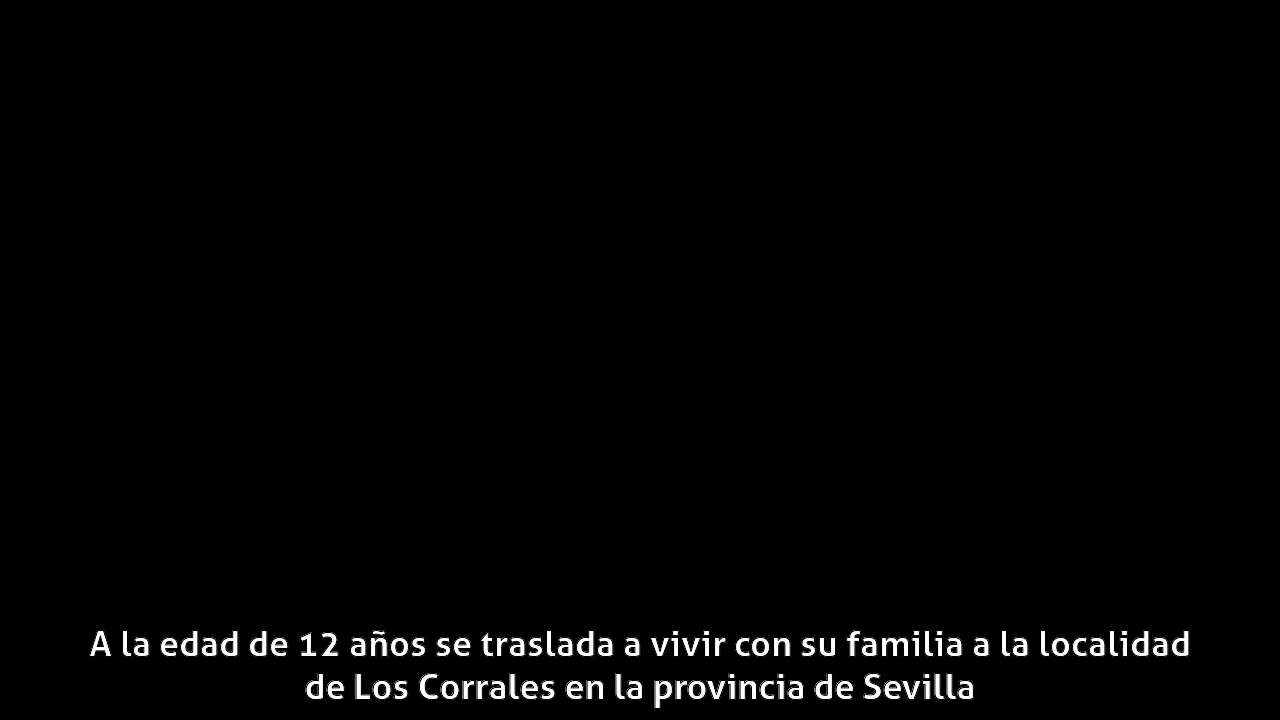 A la edad de 12 años se traslada a vivir con su familia a la localidad
de Los Corrales en la provincia de Sevilla